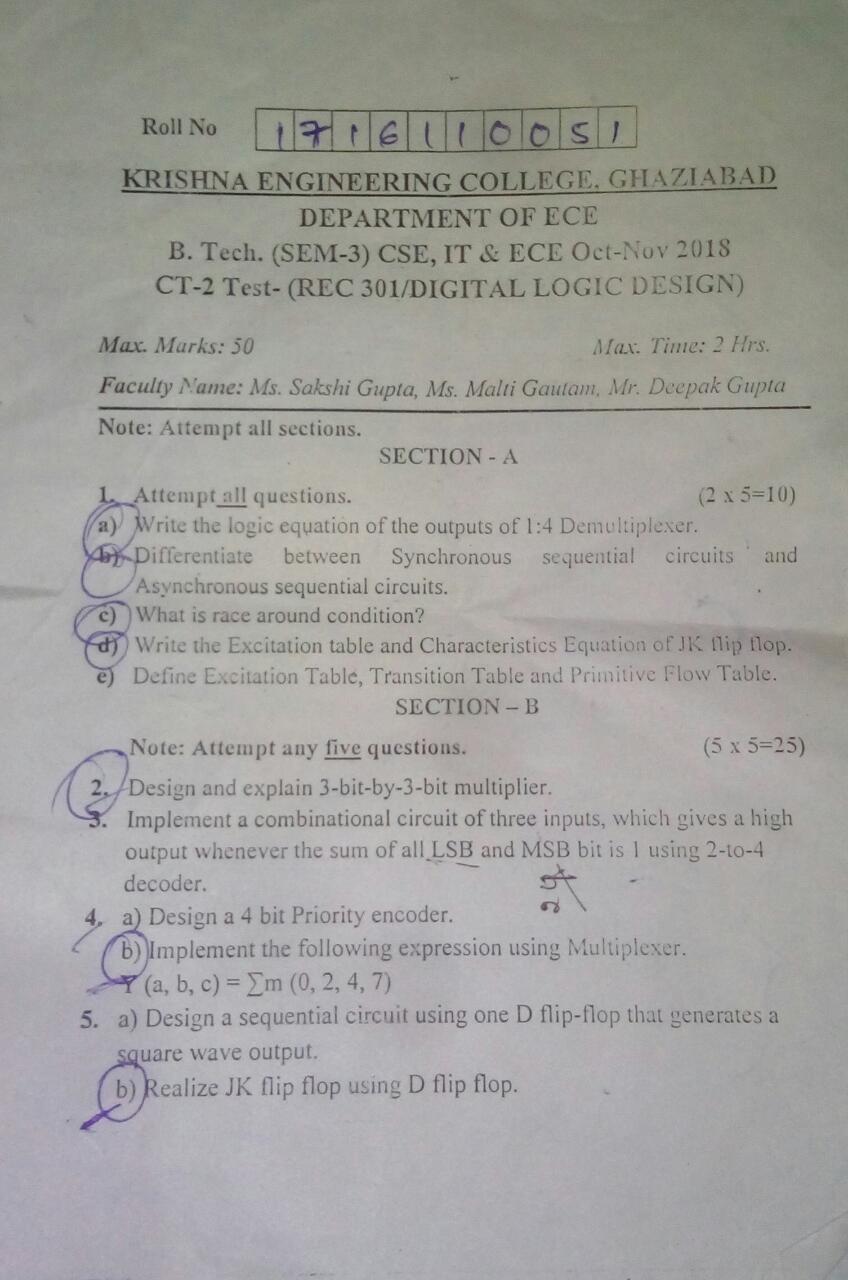 Roll No 1716110051
KRISHNA ENGINEERING COLLEGE, GHAZIABAD
DEPARTMENT OF ECE
B. Tech. (SEM-3) CSE, IT & ECE Oct-Nov 2018
CT-2 Test- (REC 301/DIGITAL LOGIC DESIGN)
Max. Marks: 50 Max. Time: 2 Hrs.
Faculty Name: Ms. Sakshi Gupta, Ms. Malti Gautam, Mr. Deepak Gupta
Note: Attempt all sections.
SECTION - A
1. Attempt all questions. (2 x 5=10)
a) Write the logic equation of the outputs of 1:4 Demultiplexer.
b) Differentiate between Synchronous sequential circuits and
Asynchronous sequential circuits.
c) What is race around condition?
d) Write the Excitation table and Characteristics Equation of JK flip flop.
e) Define Excitation Table, Transition Table and Primitive Flow Table.
SECTION – B
Note: Attempt any five questions. (5 x 5=25)
2. Design and explain 3-bit-by-3-bit multiplier.
3. Implement a combinational circuit of three inputs, which gives a high
output whenever the sum of all LSB and MSB bit is 1 using 2-to-4
decoder.
4. a) Design a 4 bit Priority encoder.
b) Implement the following expression using Multiplexer.
Y (a, b, c) = ∑m (0, 2, 4, 7)
5. a) Design a sequential circuit using one D flip-flop that generates a
square wave output.
b) Realize JK flip flop using D flip flop.